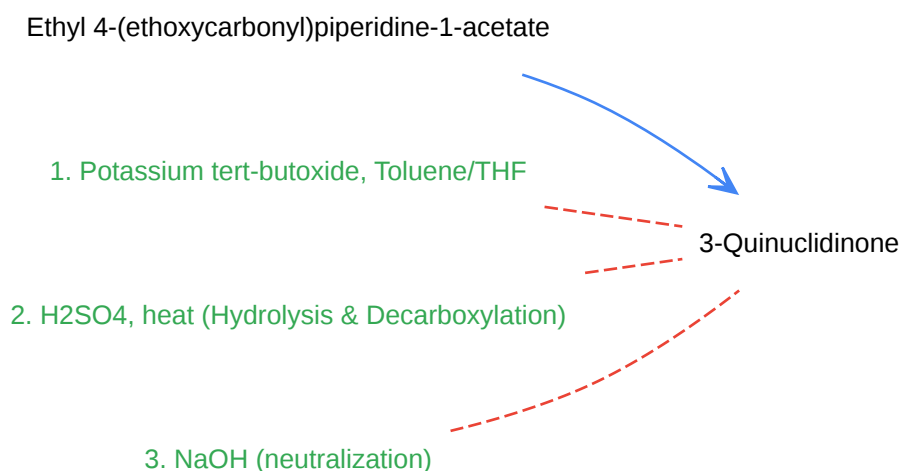 Ethyl 4-(ethoxycarbonyl)piperidine-1-acetate
1. Potassium tert-butoxide, Toluene/THF
3-Quinuclidinone
2. H2SO4, heat (Hydrolysis & Decarboxylation)
3. NaOH (neutralization)